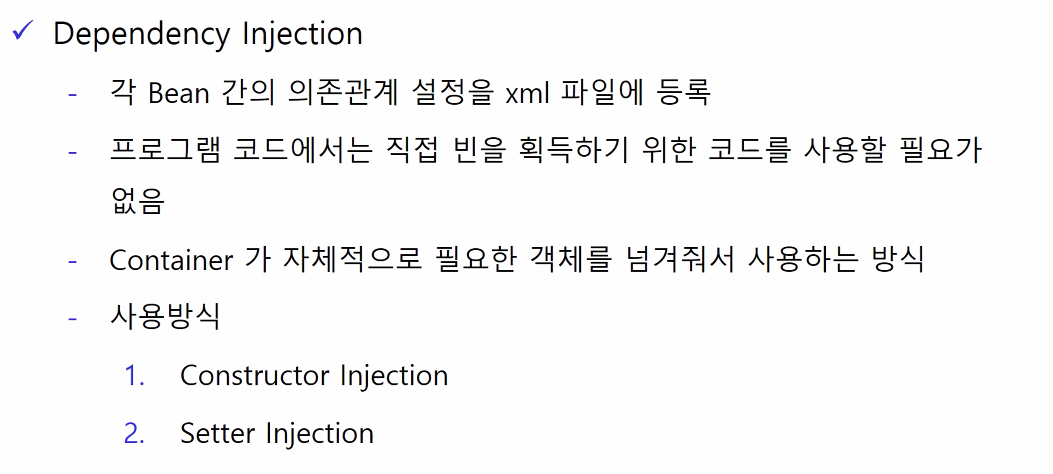 ✓ Dependency Injection
- 각 Bean 간의 의존관계 설정을 xml 파일에 등록
- 프로그램 코드에서는 직접 빈을 획득하기 위한 코드를 사용할 필요가
없음
- Container 가 자체적으로 필요한 객체를 넘겨줘서 사용하는 방식
- 사용방식
1. Constructor Injection
2. Setter Injection